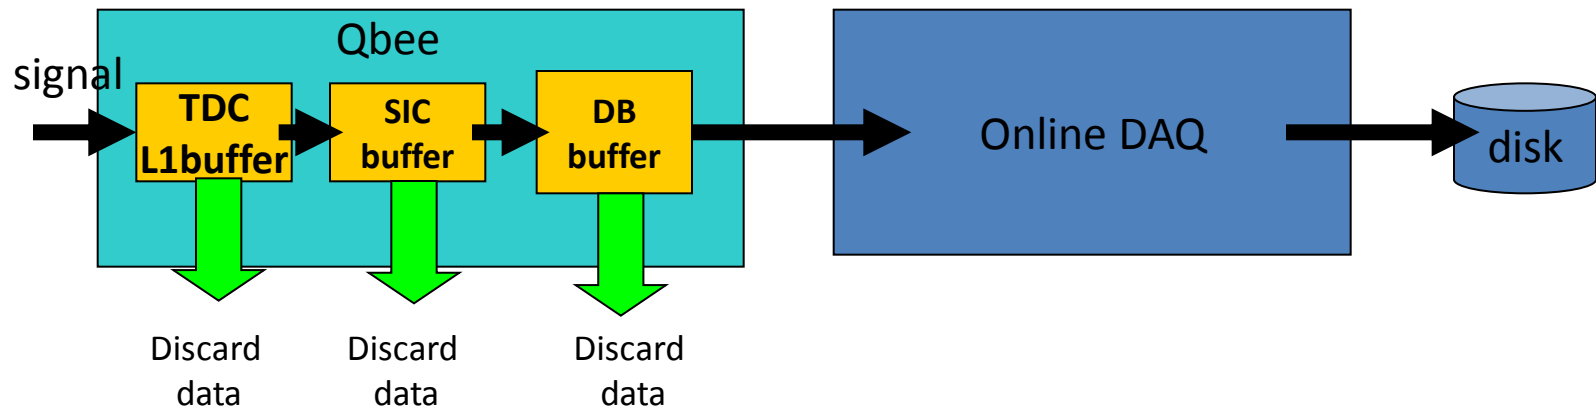 Qbee
signal
TDC
L1buffer
SIC
buffer
DB
buffer
Online DAQ
disk
Discard
data
Discard
data
Discard
data